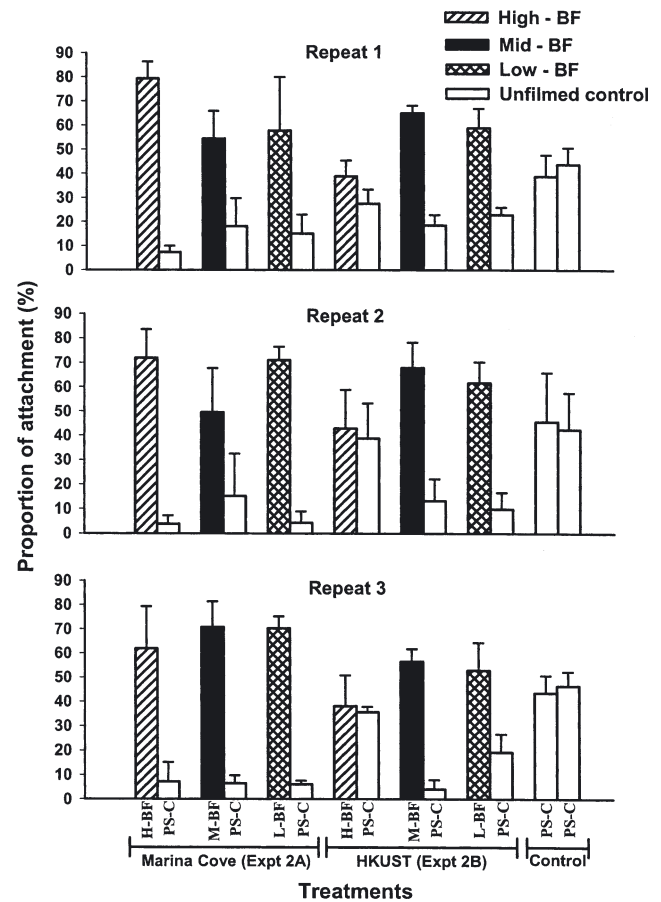 High - BF
Mid - BF
Low - BF
Unfilmed control
Repeat 1
90
80
70
60
50
40
30
20
10
0
Repeat 2
90
80
70
60
50
40
30
20
10
0
Repeat 3
90
80
70
60
50
40
30
20
10
0
Proportion of attachment (%)
H-BF
PS-C
M-BF
PS-C
L-BF
PS-C
H-BF
PS-C
M-BF
PS-C
L-BF
PS-C
PS-C
PS-C
Marina Cove (Expt 2A)
HKUST (Expt 2B)
Control
Treatments